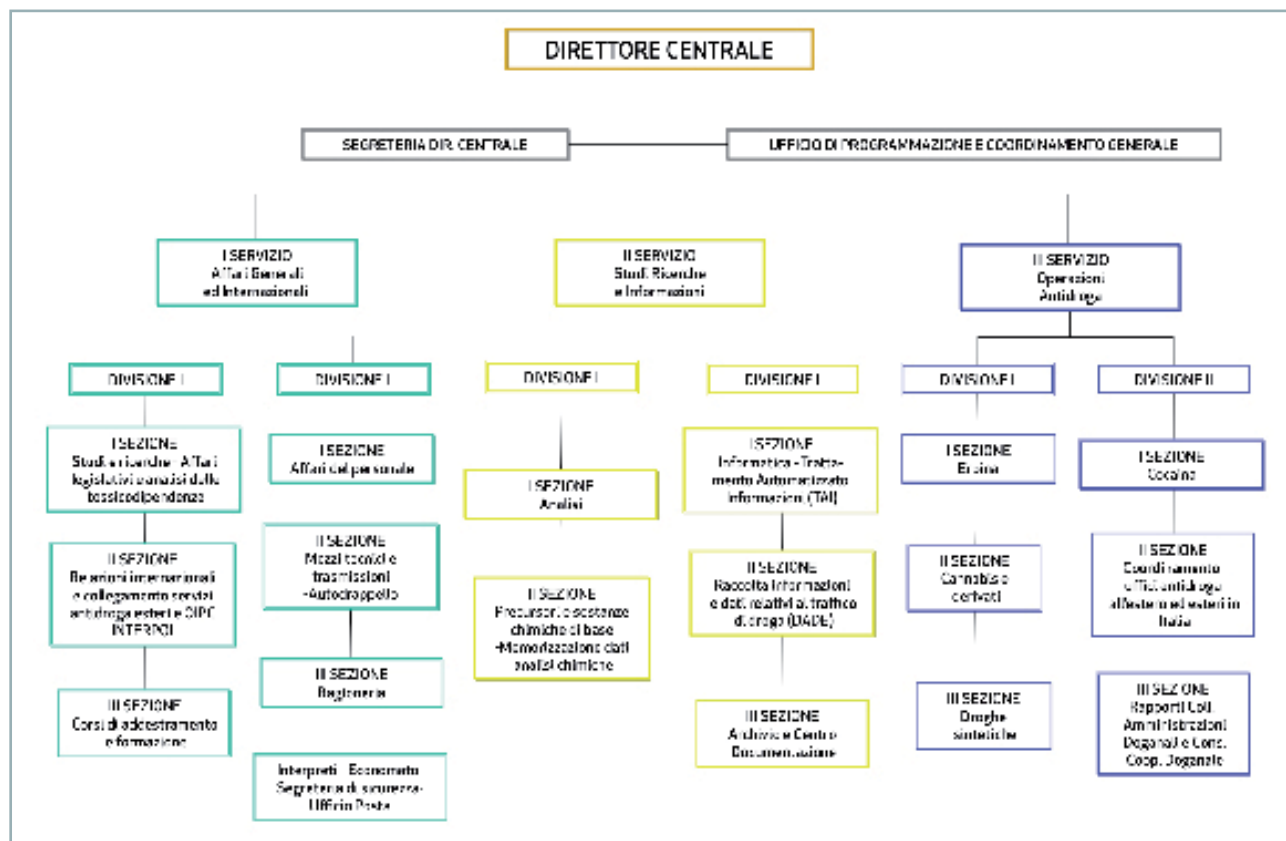 DIRETTORE CENTRALE
SEGRETERIA DIR. CENTRALE
UFFICIO DI PROGRAMMAZIONE E COORDINAMENTO GENERALE
I SERVIZIO
Affari Generali
ed Internazionali
II SERVIZIO
Studi Ricerche
e Informazioni
III SERVIZIO
Operazioni
Antidroga
DIVISIONE I
I SEZIONE
Studi e ricerche - Affari
legislativi e analisi delle
tossicodipendenze
II SEZIONE
Relazioni internazionali
e collegamento servizi
antidroga esteri e OIPC
INTERPOL
III SEZIONE
Corsi di addestramento
e formazione
DIVISIONE I
I SEZIONE
Affari del personale
II SEZIONE
Mezzi tecnici e
trasmissioni
-Autodrappello
III SEZIONE
Ragioneria
Interpreti - Economato
Segreteria di sicurezza-
Ufficio Posta
DIVISIONE I
I SEZIONE
Analisi
II SEZIONE
Precursori e sostanze
chimiche di base
-Memorizzazione dati
analisi chimiche
DIVISIONE I
I SEZIONE
Informatica - Tratta-
mento Automatizzato
Informazioni (TAI)
II SEZIONE
Raccolta informazioni
e dati relativi al traffico
di droga (DADE)
III SEZIONE
Archivio e Centro
Documentazione
DIVISIONE I
I SEZIONE
Eroina
II SEZIONE
Cannabis e
derivati
III SEZIONE
Droghe
sintetiche
DIVISIONE II
I SEZIONE
Cocaina
II SEZIONE
Coordinamento
uffici antidroga
all'estero ed esteri in
Italia
III SEZIONE
Rapporti Coll.
Amministrazioni
Doganali e Cons.
Coop. Doganale